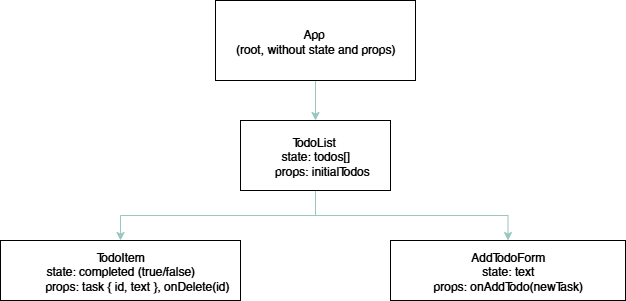 App
(root, without state and props)
TodoList
state: todos[]
props: initialTodos
TodoItem
state: completed (true/false)
props: task { id, text }, onDelete(id)
AddTodoForm
state: text
props: onAddTodo(newTask)